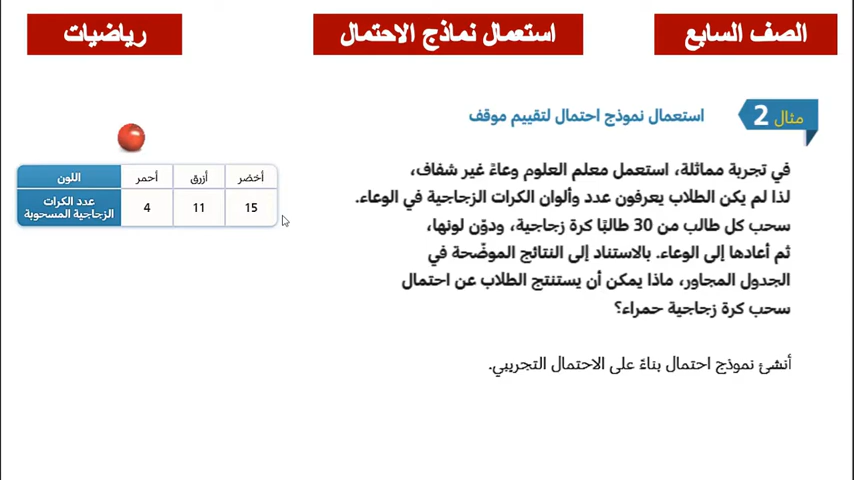 الصف السابع
استعمال نماذج الاحتمال
رياضيات
مثال 2
استعمال نموذج احتمال لتقييم موقف
في تجربة مماثلة، استعمل معلم العلوم وعاءً غير شفاف،
لذا لم يكن الطلاب يعرفون عدد وألوان الكرات الزجاجية في الوعاء.
سحب كل طالب من 30 طالبًا كرة زجاجية، ودوّن لونها،
ثم أعادها إلى الوعاء. بالاستناد إلى النتائج الموضّحة في
الجدول المجاور، ماذا يمكن أن يستنتج الطلاب عن احتمال
سحب كرة زجاجية حمراء؟
أخضر أزرق أحمر اللون
15 11 4 عدد الكرات
الزجاجية المسحوبة
أنشئ نموذج احتمال بناءً على الاحتمال التجريبي.